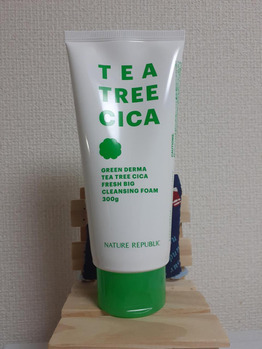 TEA
TREE
CICA
GREEN DERMA
TEA TREE CICA
FRESH BIG
CLEANSING FOAM
300g
NATURE REPUBLIC